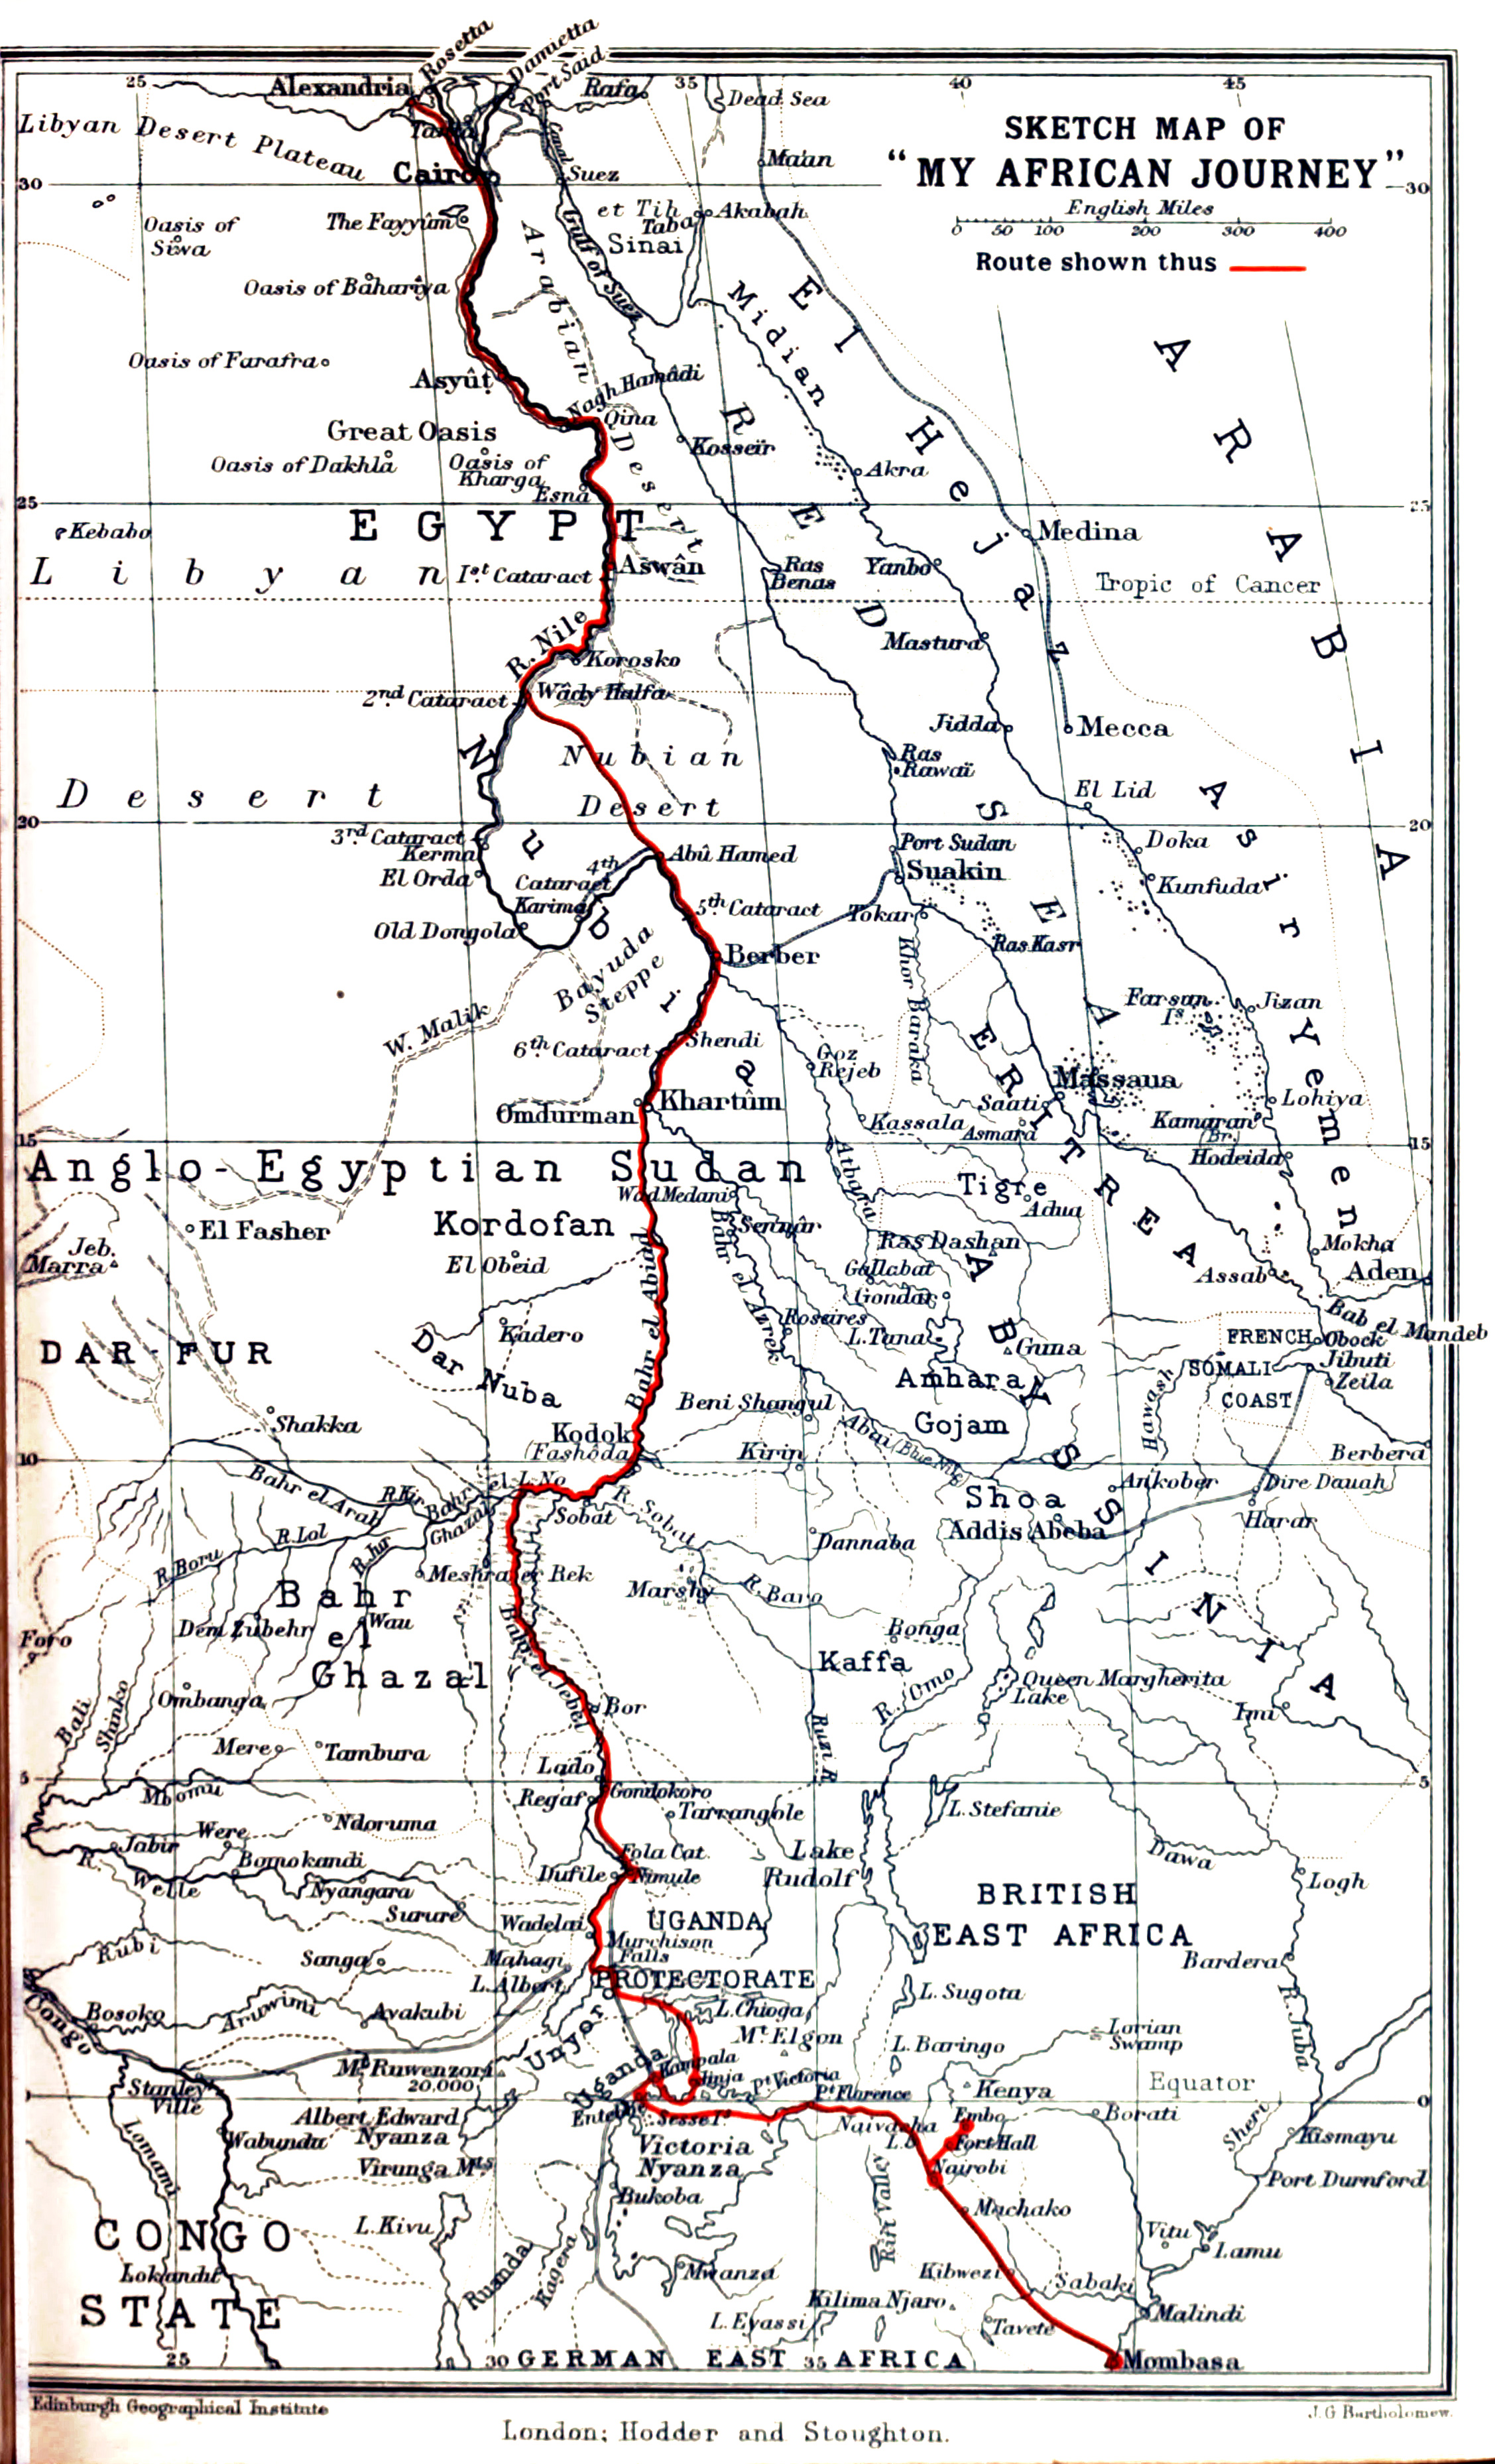 Rosetta
Damietta
Port Said
25
35
40
45
Alexandria
Rafa
Dead Sea
Libyan Desert Plateau
Tanta
Canal
SKETCH MAP OF
"MY AFRICAN JOURNEY"
English Miles
0 50 100 200 300 400
Route shown thus
Ma'an
30
Cairo
Suez
30
Oasis of
Siwa
The Fayyûm
et Tih
Taba
Akabah
Sinai
Gulf of Suez
Arabian Desert
Oasis of Bâhariya
Midian
El Hejaz
ARABIA
Oasis of Farafra
Asyût
Nagh Hamâdi
Qina
RED SEA
Great Oasis
Kosseïr
Oasis of Dakhlâ
Oasis of
Kharga
Esna
Akra
25
25
EGYPT
Kebabo
Medina
Libyan
1st Cataract
Aswân
Ras
Benas
Yanbo
Tropic of Cancer
R. Nile
Korosko
Mastura
2nd Cataract
Wâdy Halfa
Jidda
Mecca
Nubia
Nubian
Desert
Ras
Rawaï
El Lid
Asir
Desert
20
20
3rd Cataract
Kerma
El Orda
4th
Cataract
Karima
Abû Hamed
Port Sudan
Suakin
Doka
Kunfuda
Old Dongola
5th Cataract
Tokar
Berber
Ras Kasr
Bayuda
Steppe
Khor Baraka
W. Malik
Farsan
Is.
Jizan
Yemen
6th Cataract
Shendi
Goz
Rejeb
ERITREA
Massaua
Omdurman
Khartûm
Saati
Lohiya
Kassala
Asmara
Kamaran
(Br.)
15
15
Hodeida
Anglo-Egyptian Sudan
Wad Medani
Atbara
Tigre
Adua
El Fasher
Kordofan
Sennâr
Jeb.
Marra
El Obeid
Ras Dashan
Mokha
Gallabat
Assab
Aden
Gondar
Bahr el Abiad
Bahr el Azrek
Bab el Mandeb
Kadero
Roseires
L. Tana
Guna
FRENCH
SOMALI
COAST
Obock
Jibuti
Zeila
DAR-FUR
Dar Nuba
ABYSSINIA
Amhara
Hawash
Beni Shangul
Gojam
Shakka
Kodok
(Fashôda)
Kirin
Abai (Blue Nile)
Berbera
10
Bahr el Arab
R. Kir
Bahr el
Ghazal
L. No
Sobat
R. Sobat
Shoa
Ankober
Dire Dauah
Addis Abeba
Harar
R. Lol
R. Boru
R. Jur
Dannaba
Meshra er Rek
Marshy
R. Baro
Bahr
el
Ghazal
Dem Zubehr
Wau
Foro
Bonga
Kaffa
R. Omo
Queen Margherita
Lake
Bali
Shinko
Ombanga
Bahr el Jebel
Bor
Imi
Ruzi R.
Mere
Tambura
Lado
5
5
Mbomu
Regaf
Gondokoro
Tarrangole
L. Stefanie
Ndoruma
Were
Jabir
Bomokandi
Fola Cat.
Lake
Rudolf
Dawa
R. Welle
Nyangara
Dufile
Nimule
Logh
Surure
Wadelai
UGANDA
PROTECTORATE
BRITISH
EAST AFRICA
Rubi
Sanga
Mahagi
Murchison
Falls
Bardera
L. Albert
Bosoko
Aruwimi
Avakubi
L. Chioga
L. Sugota
Congo
Unyoro
Mt. Elgon
L. Baringo
Lorian
Swamp
R. Juba
Mt. Ruwenzori
20,000
Uganda
Kampala
Jinja
Pt. Victoria
Pt. Florence
Equator
Stanley
Ville
Kenya
Albert Edward
Nyanza
Entebbe
Sesse Is.
Naivasha
L.
Embo
Borati
Lomami
Wabundu
Fort Hall
Sheri
Kismayu
Virunga Mts.
Victoria
Nyanza
Nairobi
Port Durnford
Bukoba
Rift Valley
Machako
CONGO
STATE
L. Kivu
Vitu
Lamu
Lokandu
Ruanda
Kagera
Mwanza
Kibwezi
Sabaki
Kilima Njaro
Malindi
L. Eyassi
Tavete
25
30
GERMAN EAST AFRICA
35
Mombasa
Edinburgh Geographical Institute
J. G. Bartholomew.
London; Hodder and Stoughton.